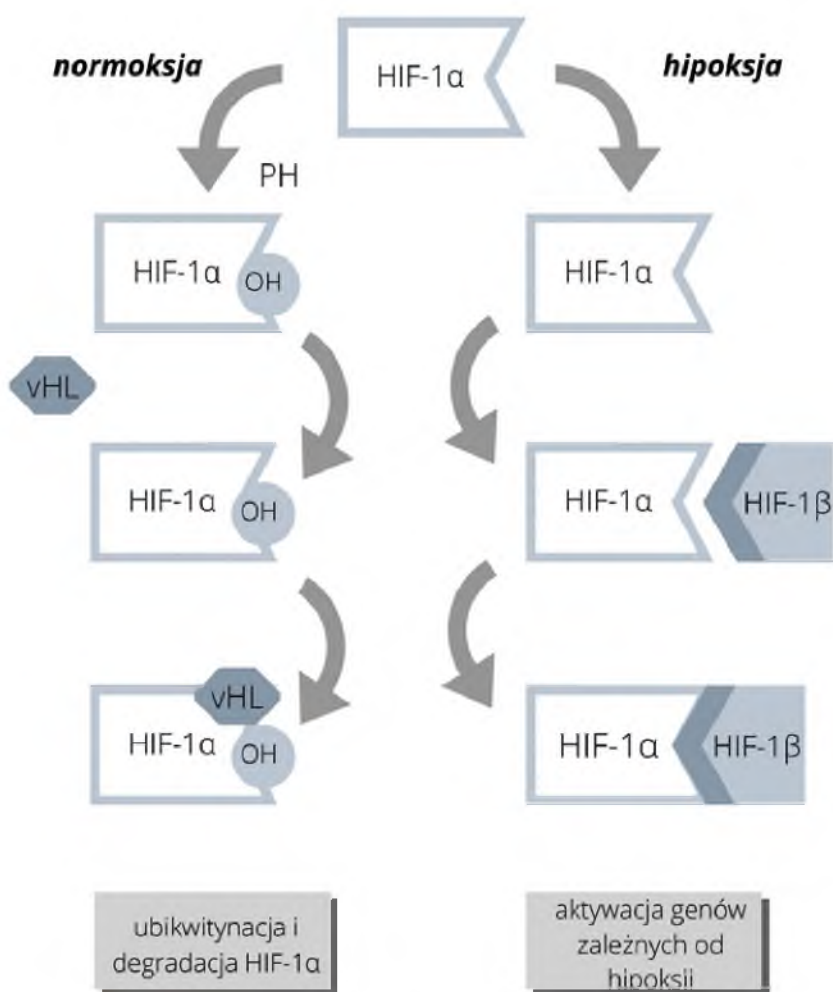 normoksja
HIF-1α
hipoksja
PH
HIF-1α
OH
HIF-1α
vHL
HIF-1α
OH
HIF-1α
HIF-1β
vHL
HIF-1α
OH
HIF-1α
HIF-1β
ubikwitynacja i
degradacja HIF-1α
aktywacja genów
zależnych od
hipoksji